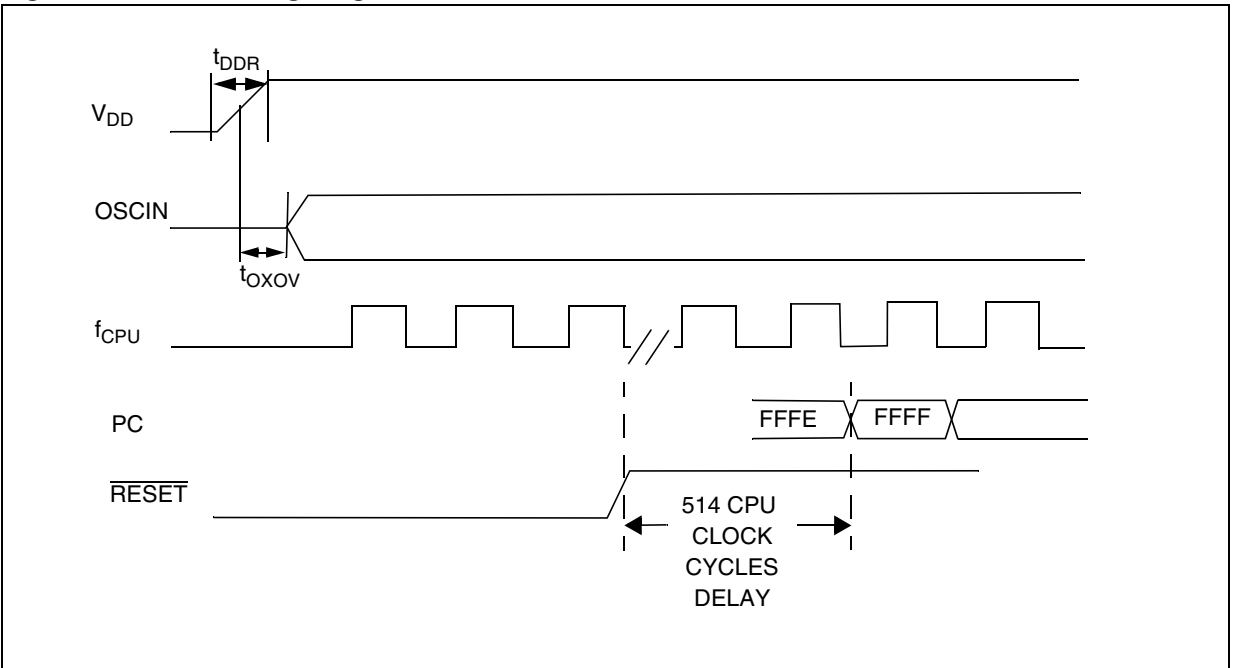 tDDR
VDD
OSCIN
tOXOV
fCPU
PC
FFFE
FFFF
RESET
514 CPU
CLOCK
CYCLES
DELAY